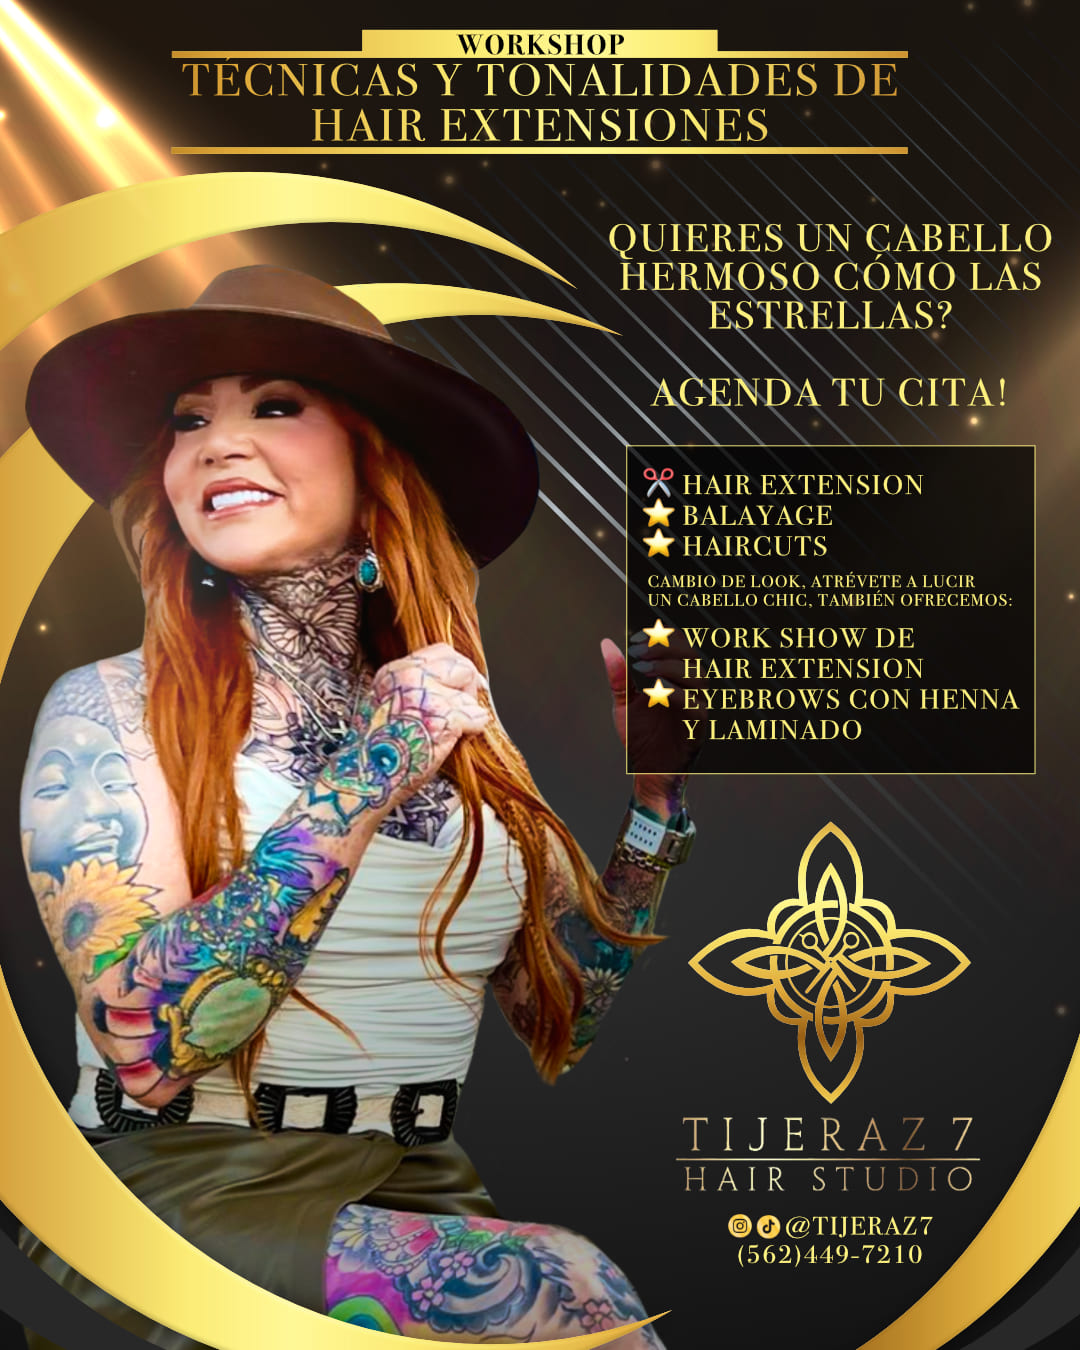 WORKSHOP
TÉCNICAS Y TONALIDADES DE
HAIR EXTENSIONES
QUIERES UN CABELLO
HERMOSO CÓMO LAS
ESTRELLAS?
AGENDA TU CITA!
HAIR EXTENSION
BALAYAGE
HAIRCUTS
CAMBIO DE LOOK, ATRÉVETE A LUCIR
UN CABELLO CHIC, TAMBIÉN OFRECEMOS:
WORK SHOW DE
HAIR EXTENSION
EYEBROWS CON HENNA
Y LAMINADO
TIJERAZ 7
HAIR STUDIO
@TIJERAZ7
(562)449-7210